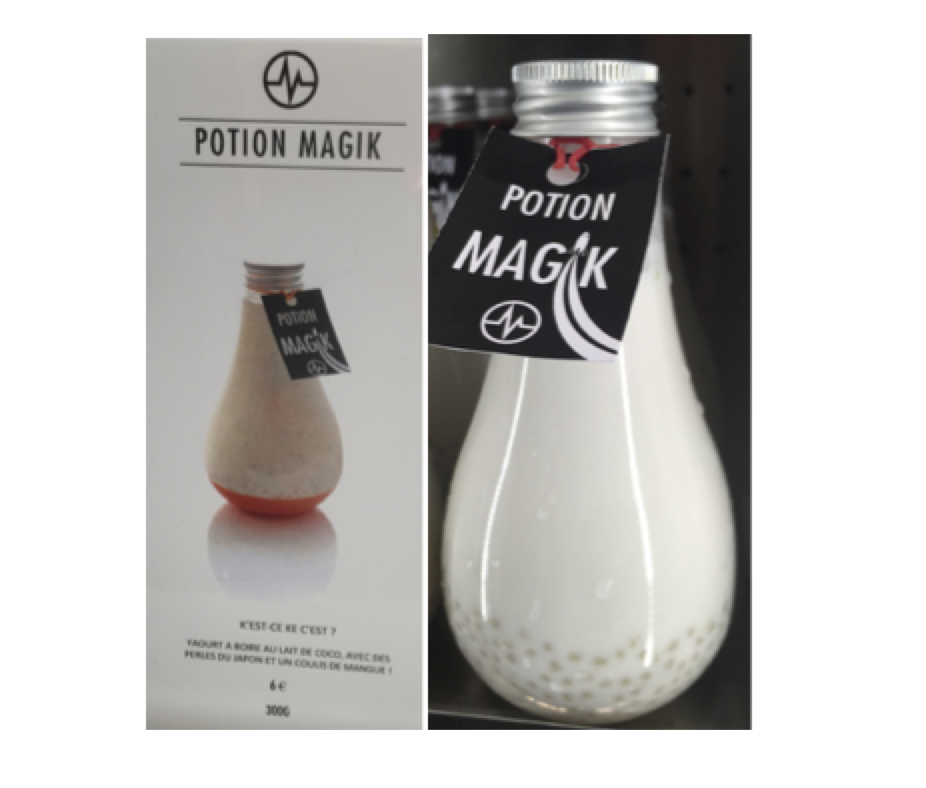 POTION MAGIK
POTION
MAGIK
K'EST-CE KE C'EST ?
YAOURT A BOIRE AU LAIT DE COCO, AVEC DES
PERLES DU JAPON ET UN COULIS DE MANGUE !
6€
300G
POTION
MAGIK